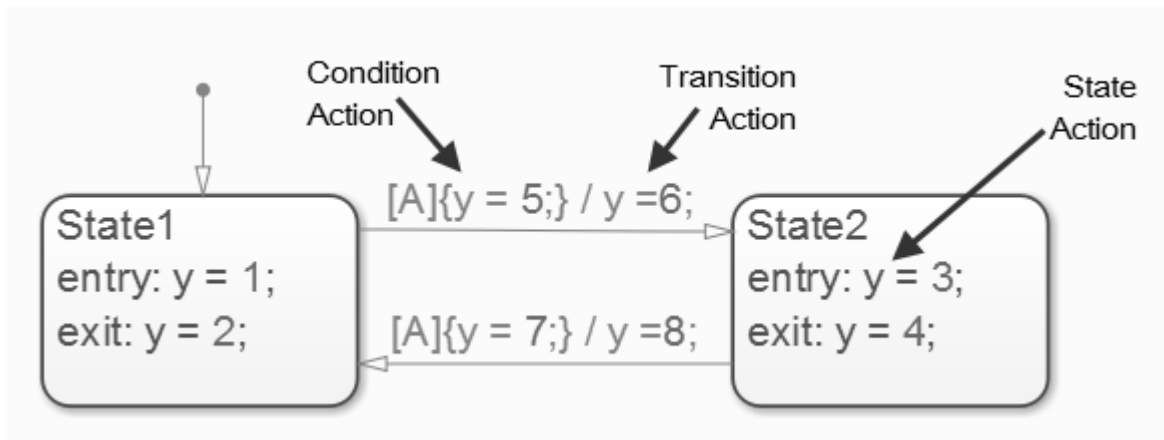 Condition
Action
Transition
Action
State
Action
[A]{y = 5;} / y =6;
State1
entry: y = 1;
exit: y = 2;
State2
entry: y = 3;
exit: y = 4;
[A]{y = 7;} / y =8;